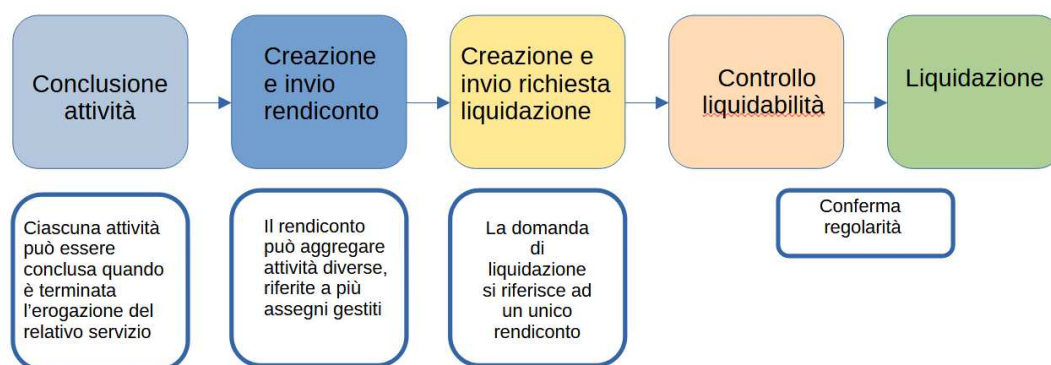 Conclusione
attività
Creazione
e invio
rendiconto
Creazione e
invio richiesta
liquidazione
Controllo
liquidabilità
Liquidazione
Ciascuna attività
può essere
conclusa quando
è terminata
l'erogazione del
relativo servizio
Il rendiconto
può aggregare
attività diverse,
riferite a più
assegni gestiti
La domanda
di
liquidazione
si riferisce ad
un unico
rendiconto
Conferma
regolarità